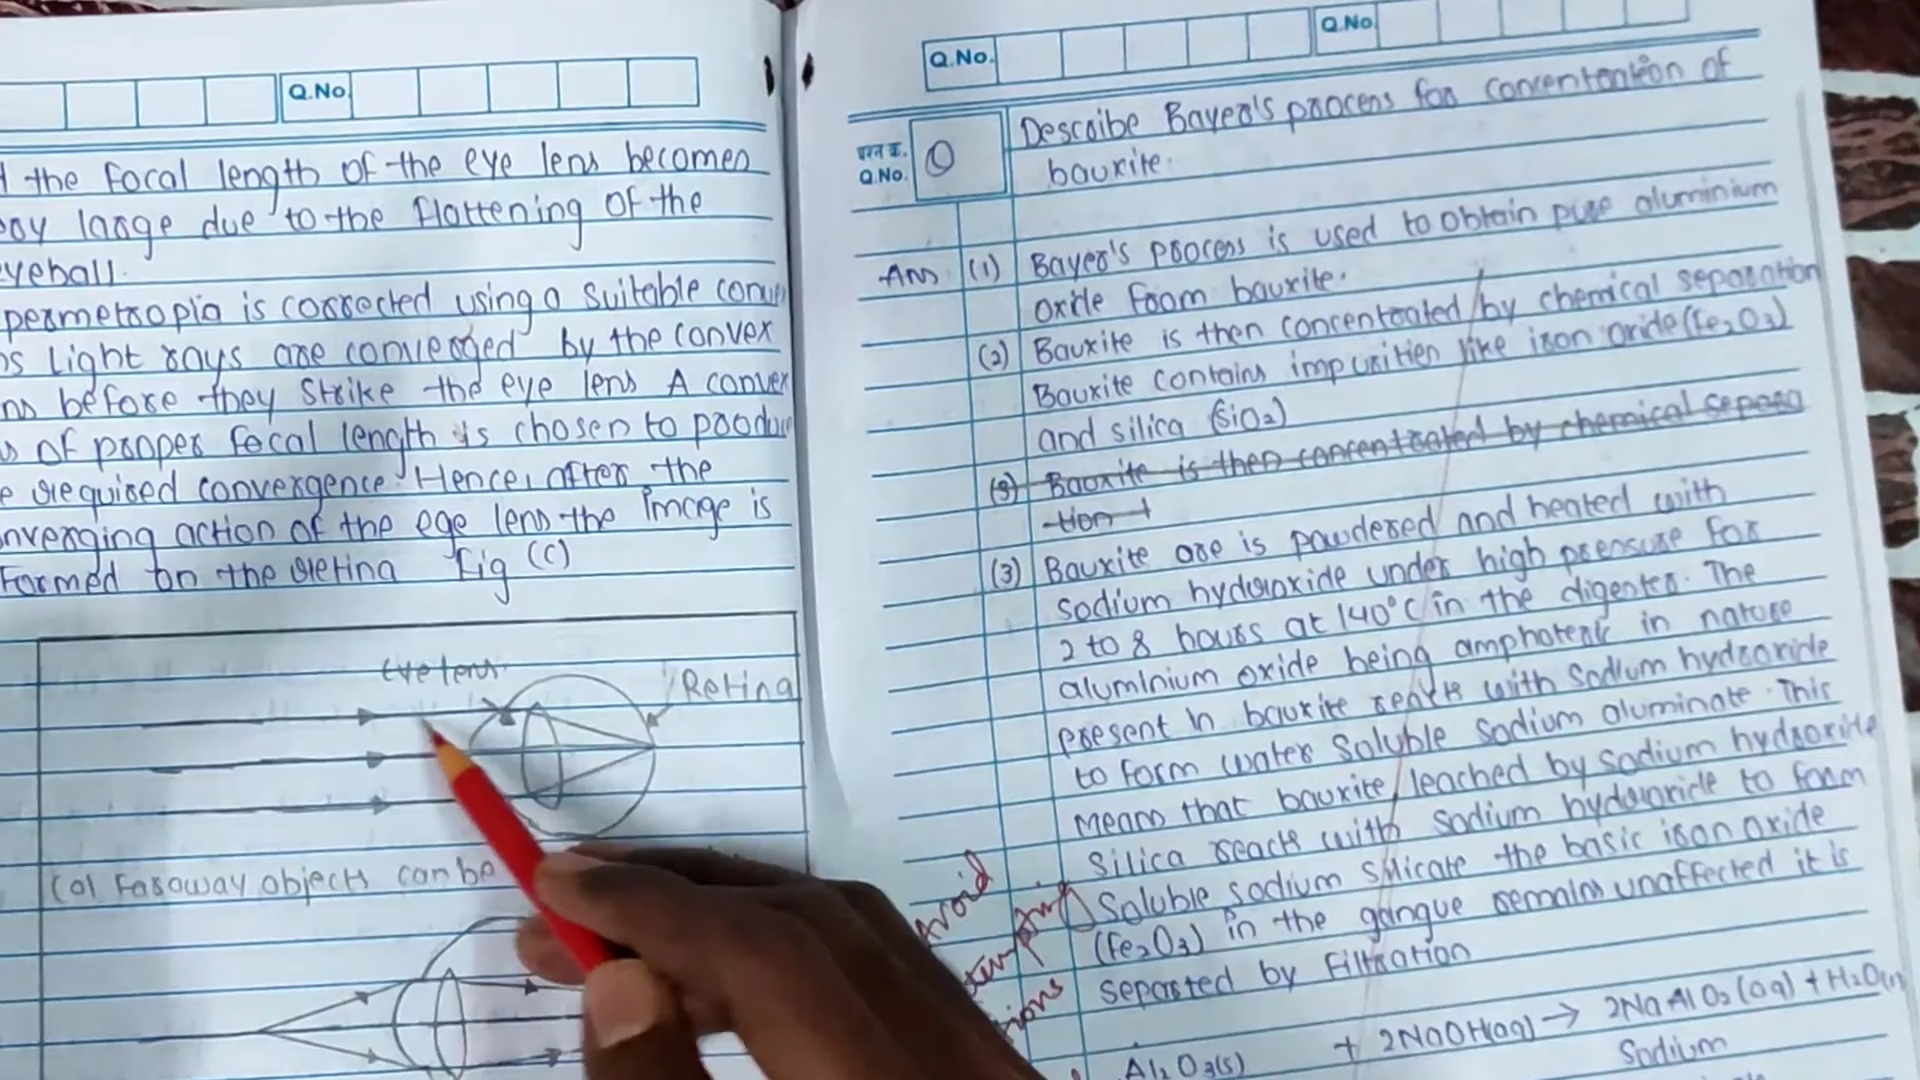 Q.No.
the focal length of the eye lens becomes
large due to the flattening of the
yeball.
permetropia is corrected using a suitable conve
s Light rays are converged by the convex
ns before they strike the eye lens A convex
s of proper focal length is chosen to produc
e required convergence. Hence, after the
nverging action of the ege lens the Image is
formed on the retina Fig (c)
Eye lens
Retina
(a) Faraway objects can be
Q.No.
Q.No.
प्रश्न क्र.
Q.No.
Describe Bayer's process for concentration of
bauxite.
Ans (1) Bayer's process is used to obtain pure aluminium
oxide from bauxite.
(2) Bauxite is then concentrated by chemical separation
Bauxite contains impurities like iron oxide (Fe2O3)
and silica (SiO2)
(3) Bauxite is then concentrated by chemical separa
-tion
(3) Bauxite ore is powdered and heated with
sodium hydroxide under high pressure for
2 to 8 hours at 140°C in the digester. The
aluminium oxide being amphoteric in nature
present in bauxite reacts with sodium hydroxide
to form water soluble sodium aluminate. This
means that bauxite leached by sodium hydroxide
Silica reacts with sodium hydroxide to form
Soluble sodium silicate the basic iron oxide
(Fe2O3) in the gangue remains unaffected it is
seperted by Filtration
Al2O3(s) + 2NaOH(aq) → 2NaAlO2(aq) + H2O(l)
Sodium
Avoid